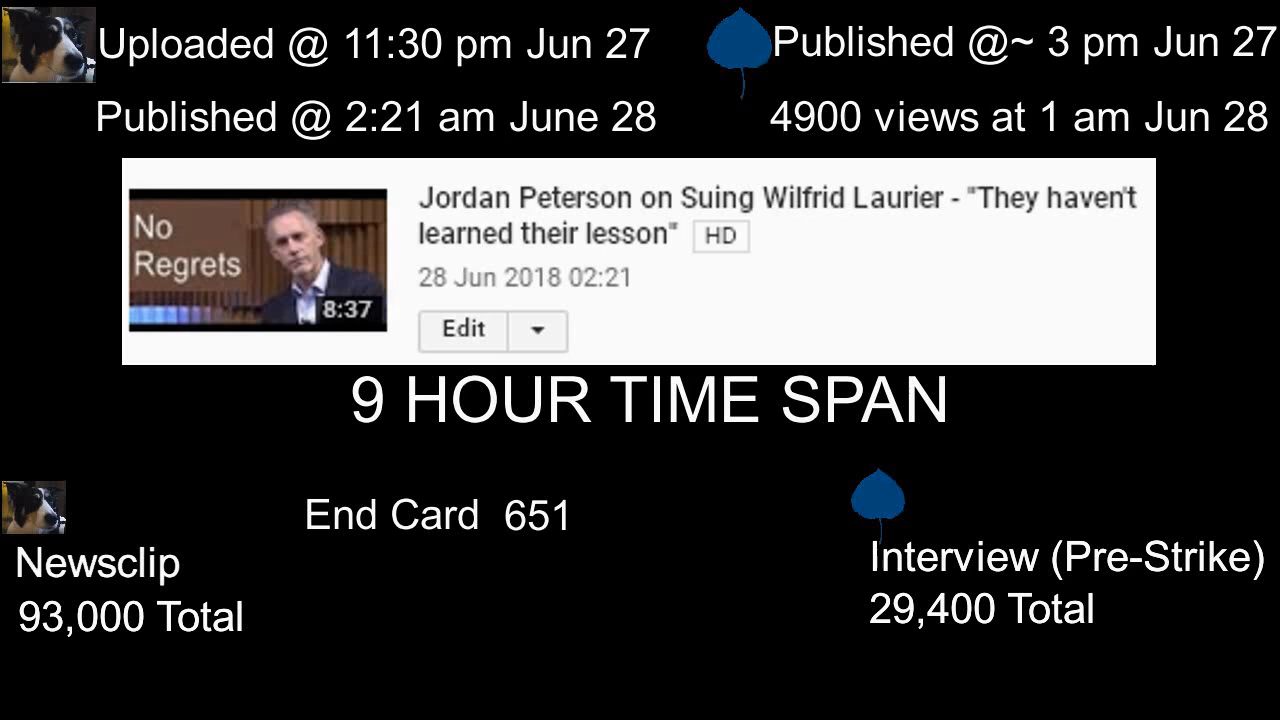 Uploaded @ 11:30 pm Jun 27
Published @~ 3 pm Jun 27
Published @ 2:21 am June 28
4900 views at 1 am Jun 28
No
Regrets
8:37
Jordan Peterson on Suing Wilfrid Laurier - "They haven't
learned their lesson" HD
28 Jun 2018 02:21
Edit
9 HOUR TIME SPAN
End Card 651
Newsclip
93,000 Total
Interview (Pre-Strike)
29,400 Total